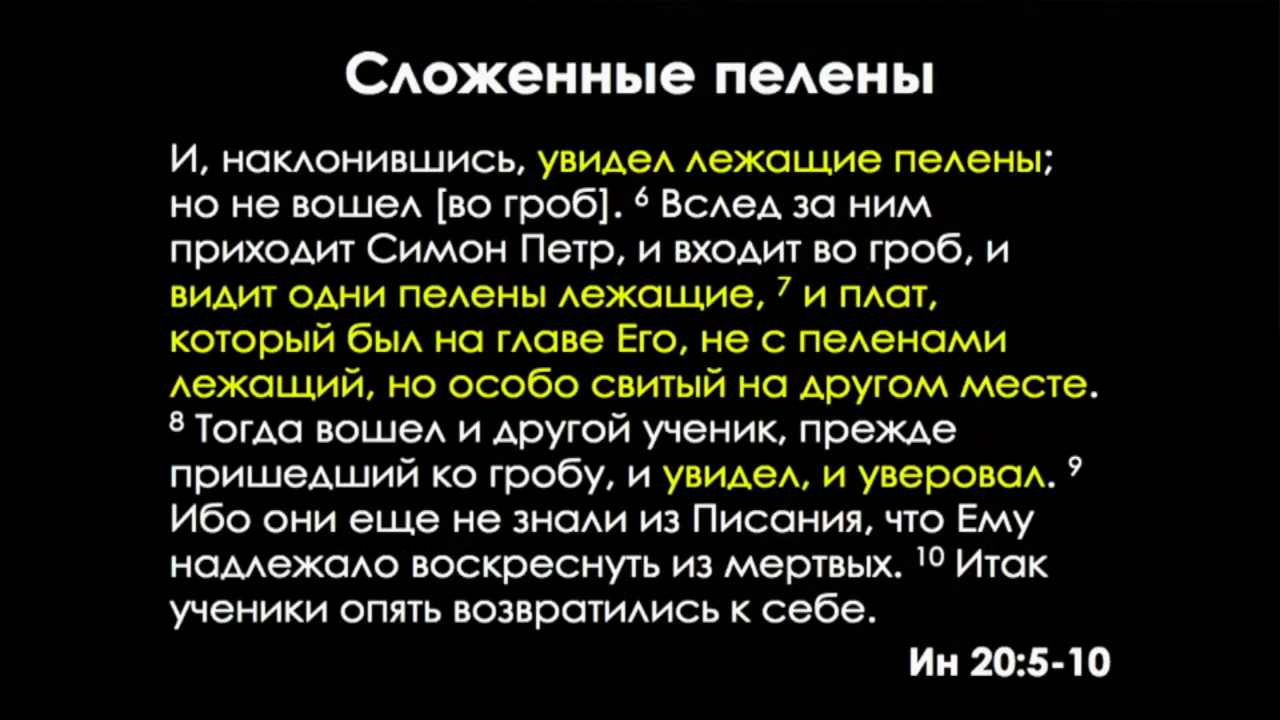 Сложенные пелены
И, наклонившись, увидел лежащие пелены;
но не вошел [во гроб]. ⁶ Вслед за ним
приходит Симон Петр, и входит во гроб, и
видит одни пелены лежащие, ⁷ и плат,
который был на главе Его, не с пеленами
лежащий, но особо свитый на другом месте.
⁸ Тогда вошел и другой ученик, прежде
пришедший ко гробу, и увидел, и уверовал. ⁹
Ибо они еще не знали из Писания, что Ему
надлежало воскреснуть из мертвых. ¹⁰ Итак
ученики опять возвратились к себе.
Ин 20:5-10